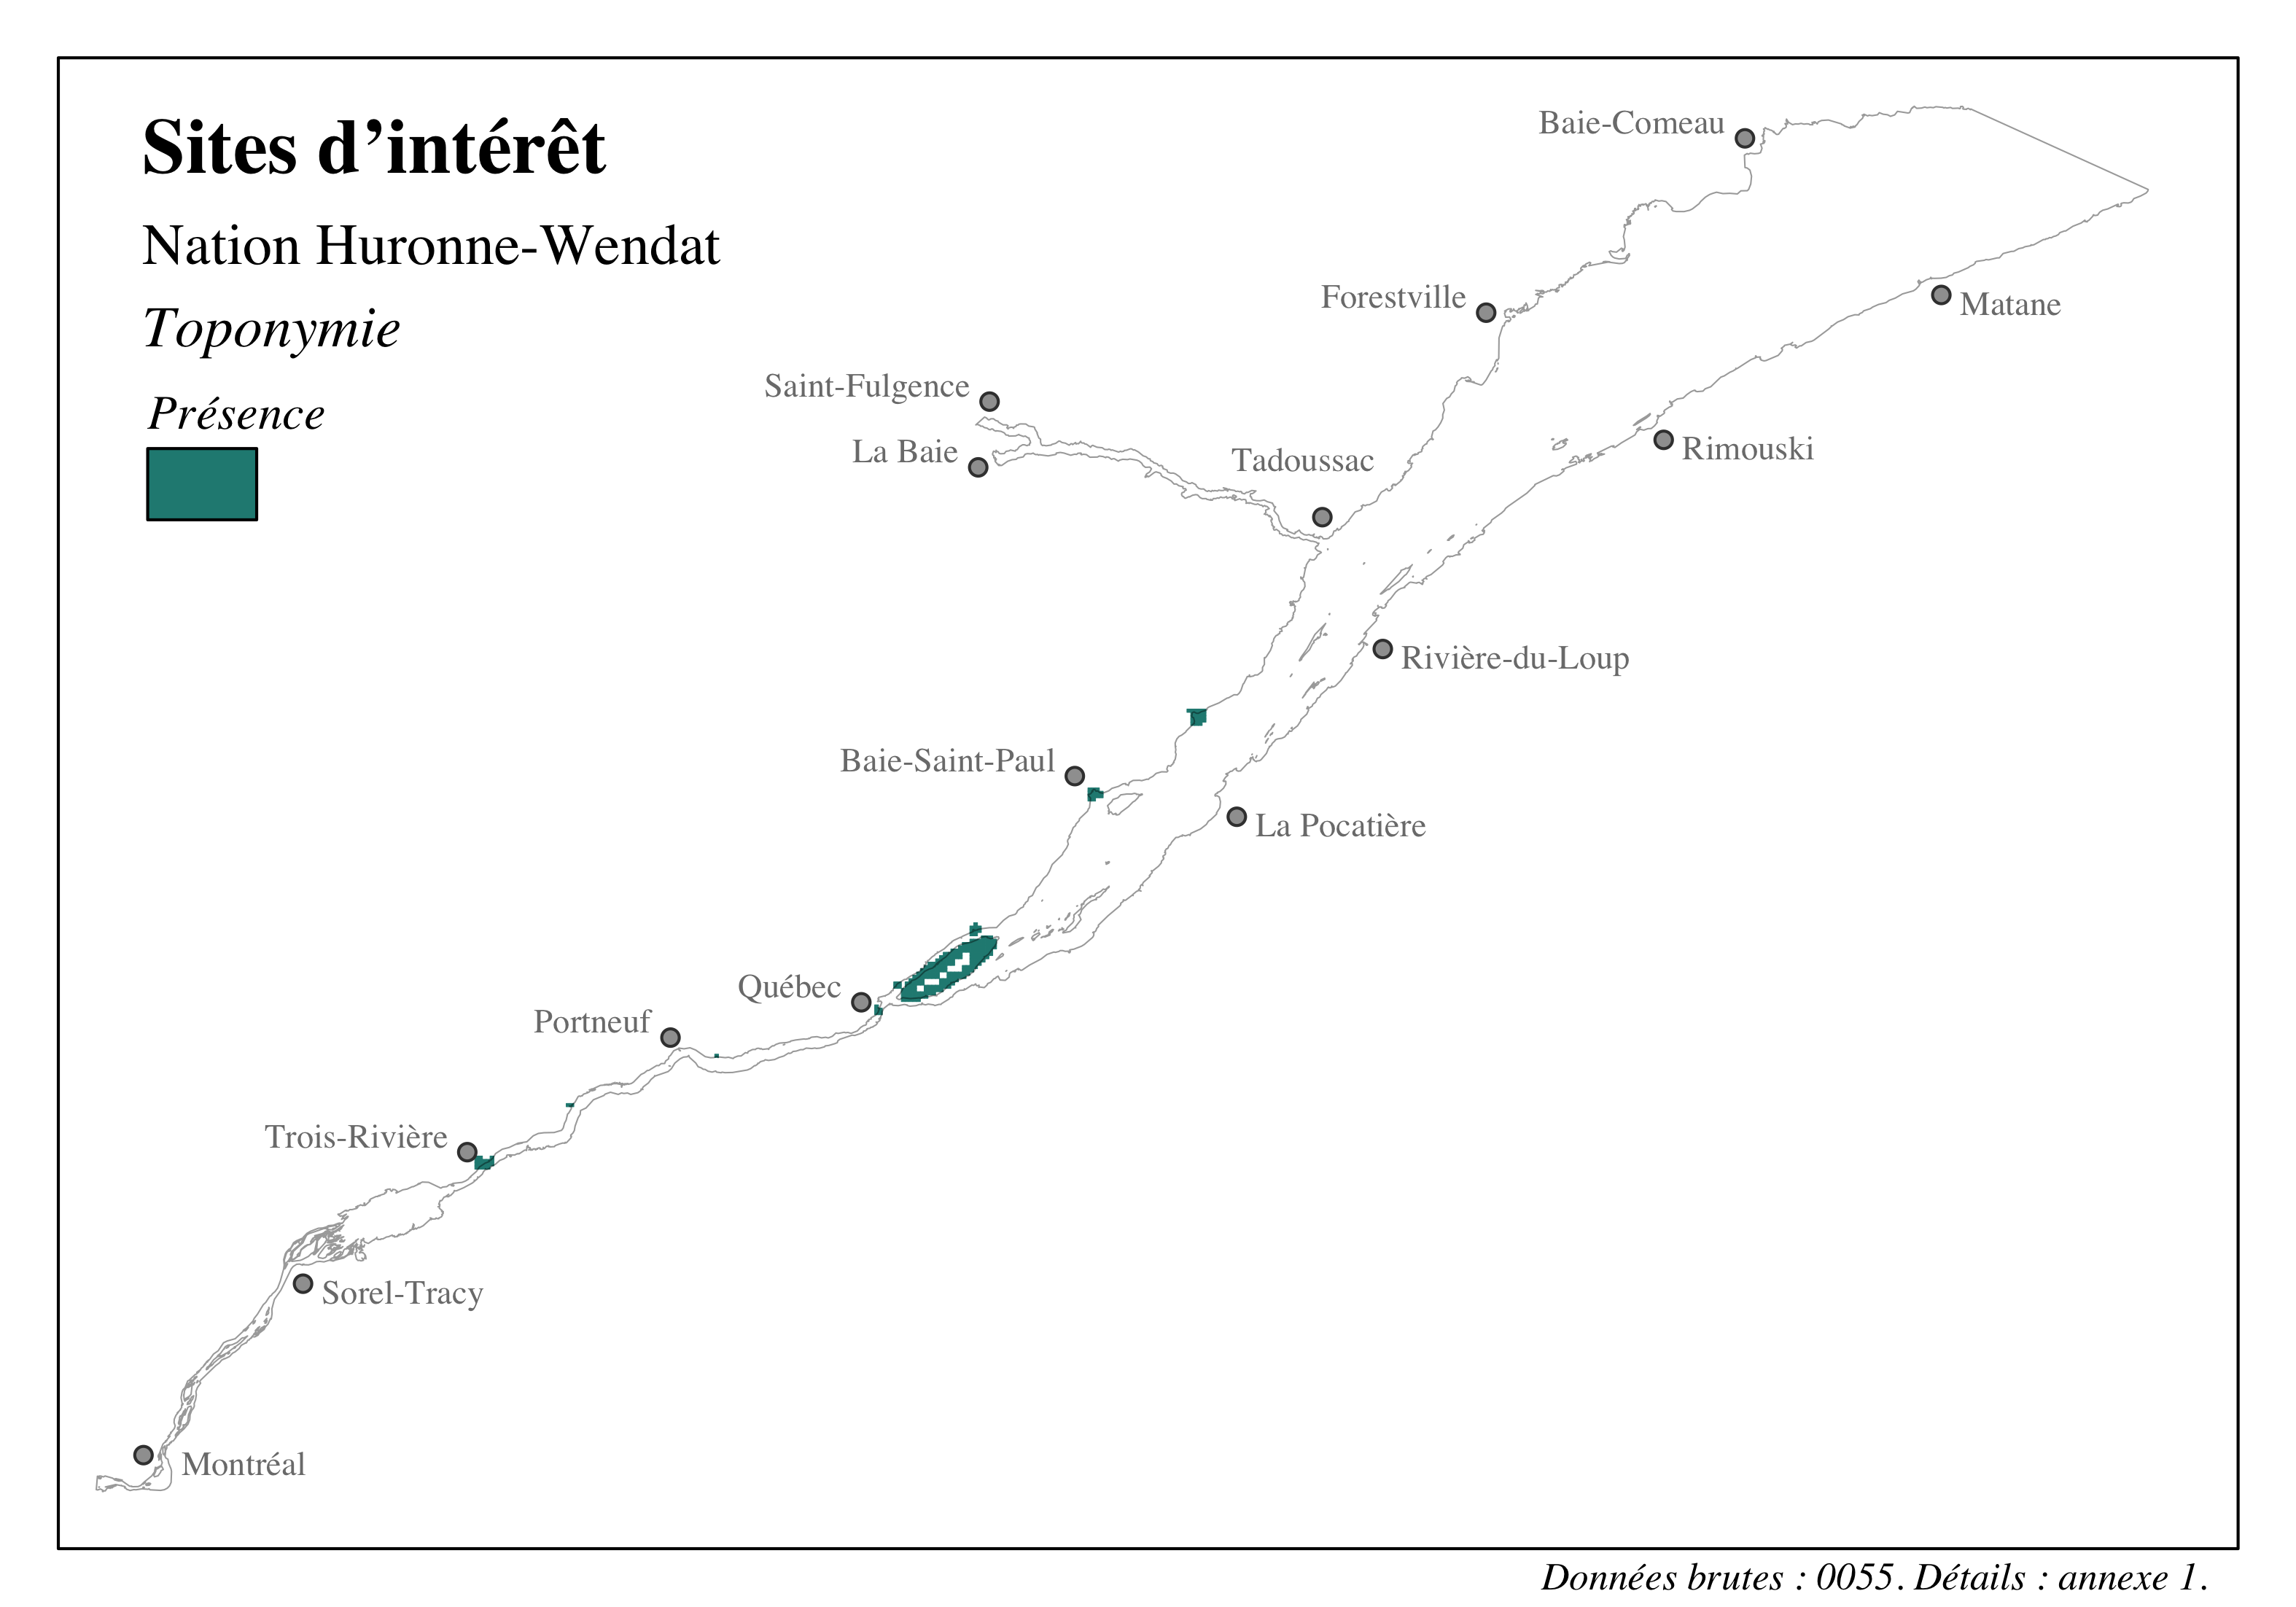 Sites d’intérêt
Nation Huronne-Wendat
Toponymie
Présence
Baie-Comeau
Forestville
Matane
Saint-Fulgence
La Baie
Tadoussac
Rimouski
Rivière-du-Loup
Baie-Saint-Paul
La Pocatière
Québec
Portneuf
Trois-Rivière
Sorel-Tracy
Montréal
Données brutes : 0055. Détails : annexe 1.